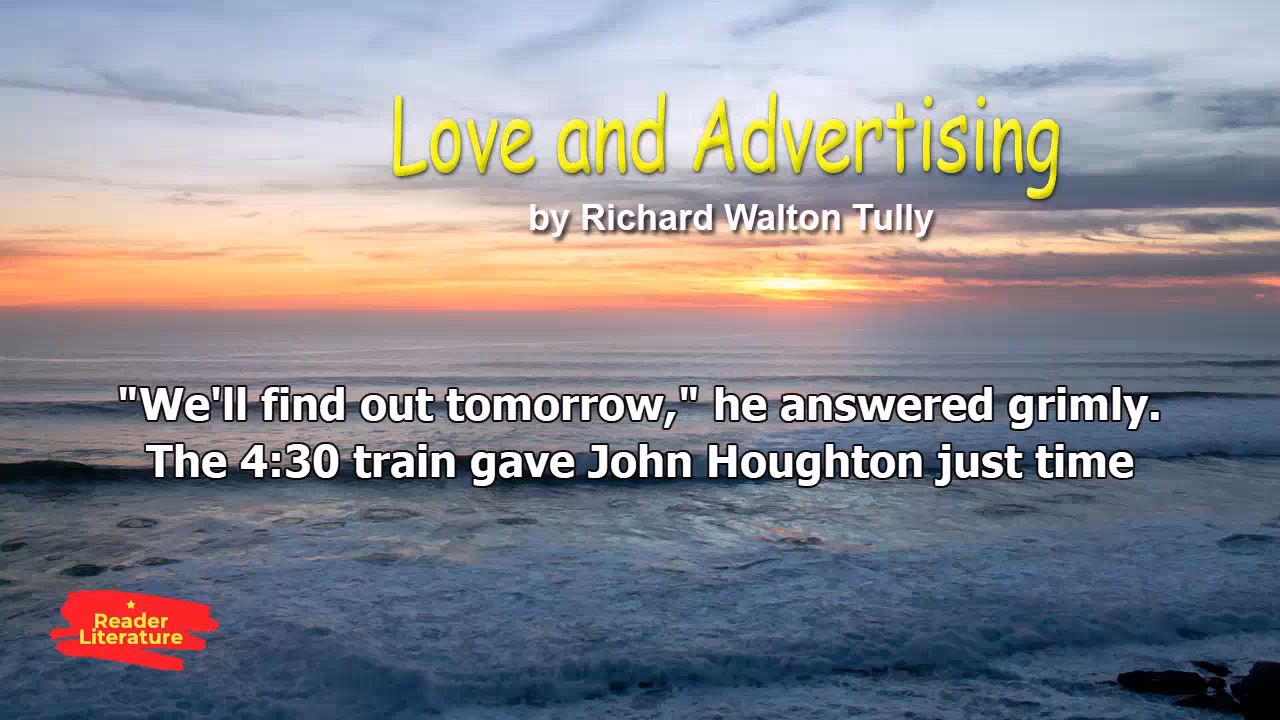 Love and Advertising
by Richard Walton Tully
"We'll find out tomorrow," he answered grimly.
The 4:30 train gave John Houghton just time
Reader
Literature